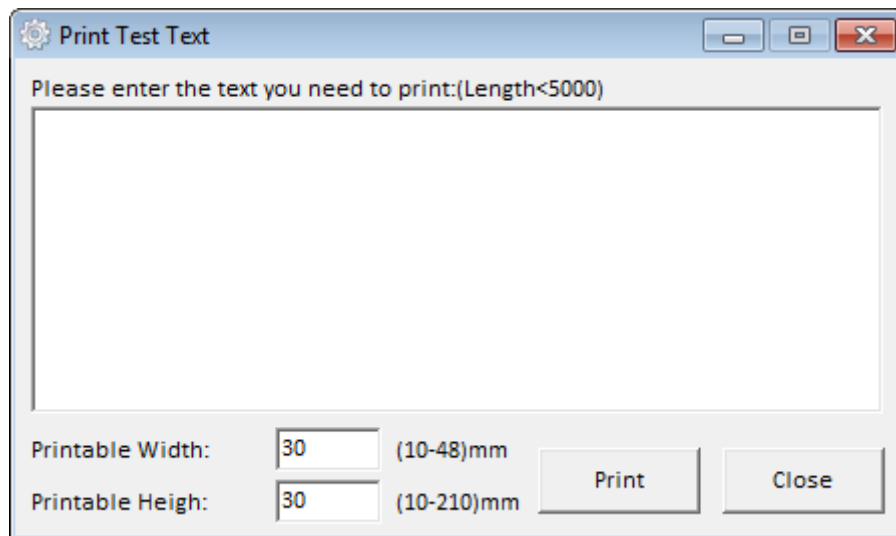 Print Test Text
Please enter the text you need to print:(Length<5000)
Printable Width: 30 (10-48)mm
Printable Heigh: 30 (10-210)mm
Print Close